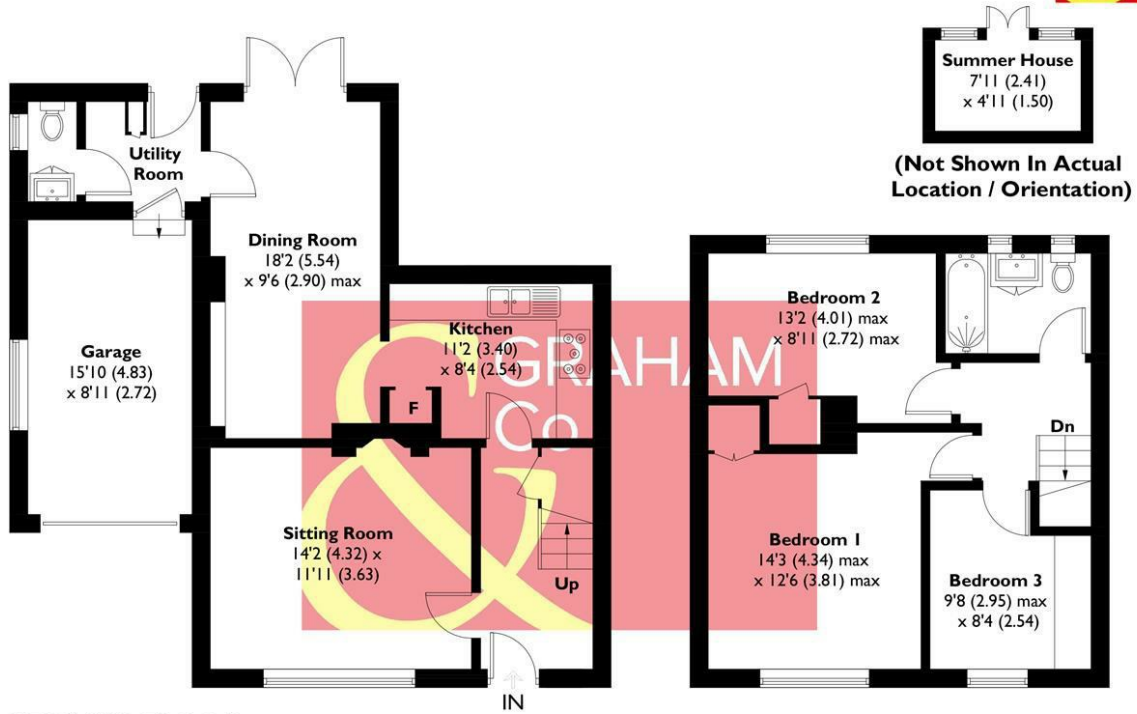 Summer House
7'11 (2.41)
x 4'11 (1.50)
(Not Shown In Actual
Location / Orientation)
Utility
Room
Dining Room
18'2 (5.54)
x 9'6 (2.90) max
Garage
15'10 (4.83)
x 8'11 (2.72)
Kitchen
11'2 (3.40)
x 8'4 (2.54)
F
GRAHAM
&
Co
Sitting Room
14'2 (4.32) x
11'11 (3.63)
Up
IN
Bedroom 2
13'2 (4.01) max
x 8'11 (2.72) max
Dn
Bedroom 1
14'3 (4.34) max
x 12'6 (3.81) max
Bedroom 3
9'8 (2.95) max
x 8'4 (2.54)